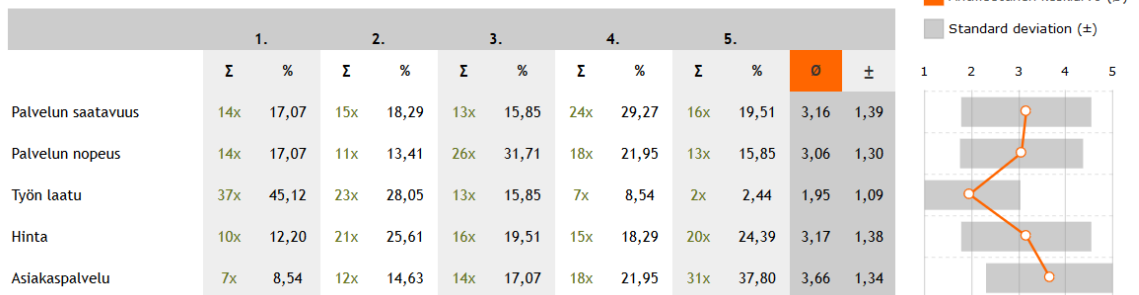 Standard deviation (±)
1. 2. 3. 4. 5.
Σ % Σ % Σ % Σ % Σ % Ø ±
1 2 3 4 5
Palvelun saatavuus 14x 17,07 15x 18,29 13x 15,85 24x 29,27 16x 19,51 3,16 1,39
Palvelun nopeus 14x 17,07 11x 13,41 26x 31,71 18x 21,95 13x 15,85 3,06 1,30
Työn laatu 37x 45,12 23x 28,05 13x 15,85 7x 8,54 2x 2,44 1,95 1,09
Hinta 10x 12,20 21x 25,61 16x 19,51 15x 18,29 20x 24,39 3,17 1,38
Asiakaspalvelu 7x 8,54 12x 14,63 14x 17,07 18x 21,95 31x 37,80 3,66 1,34